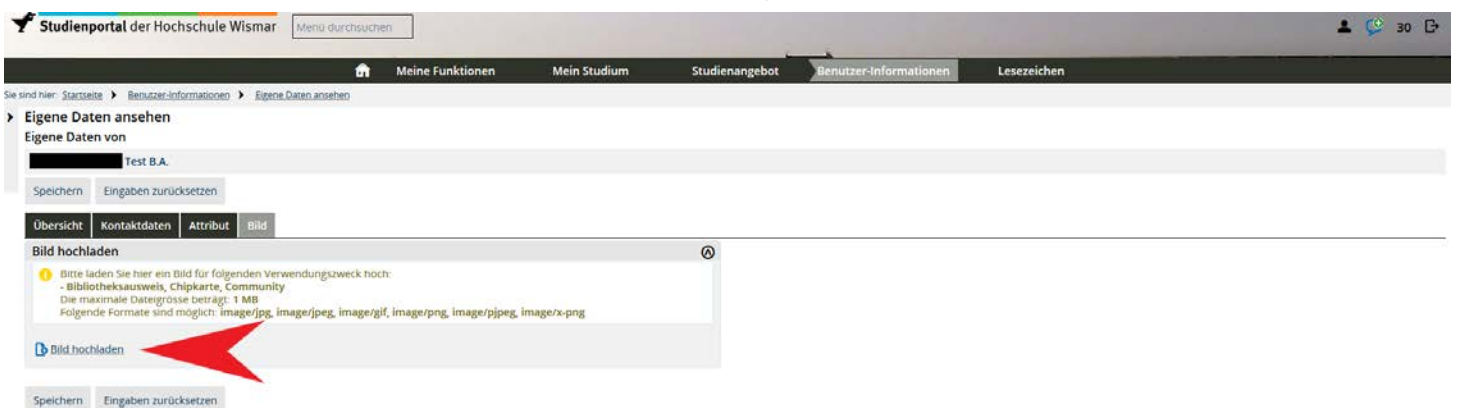 Studienportal der Hochschule Wismar
Menü durchsuchen
30
Meine Funktionen Mein Studium Studienangebot Benutzer-Informationen Lesezeichen
Sie sind hier: Startseite Benutzer-Informationen Eigene Daten ansehen
Eigene Daten ansehen
Eigene Daten von
Test B.A.
Speichern Eingaben zurücksetzen
Übersicht Kontaktdaten Attribut Bild
Bild hochladen
Bitte laden Sie hier ein Bild für folgenden Verwendungszweck hoch:
- Bibliotheksausweis, Chipkarte, Community
Die maximale Dateigrösse beträgt: 1 MB
Folgende Formate sind möglich: image/jpg, image/jpeg, image/gif, image/png, image/pjpeg, image/x-png
Bild hochladen
Speichern Eingaben zurücksetzen